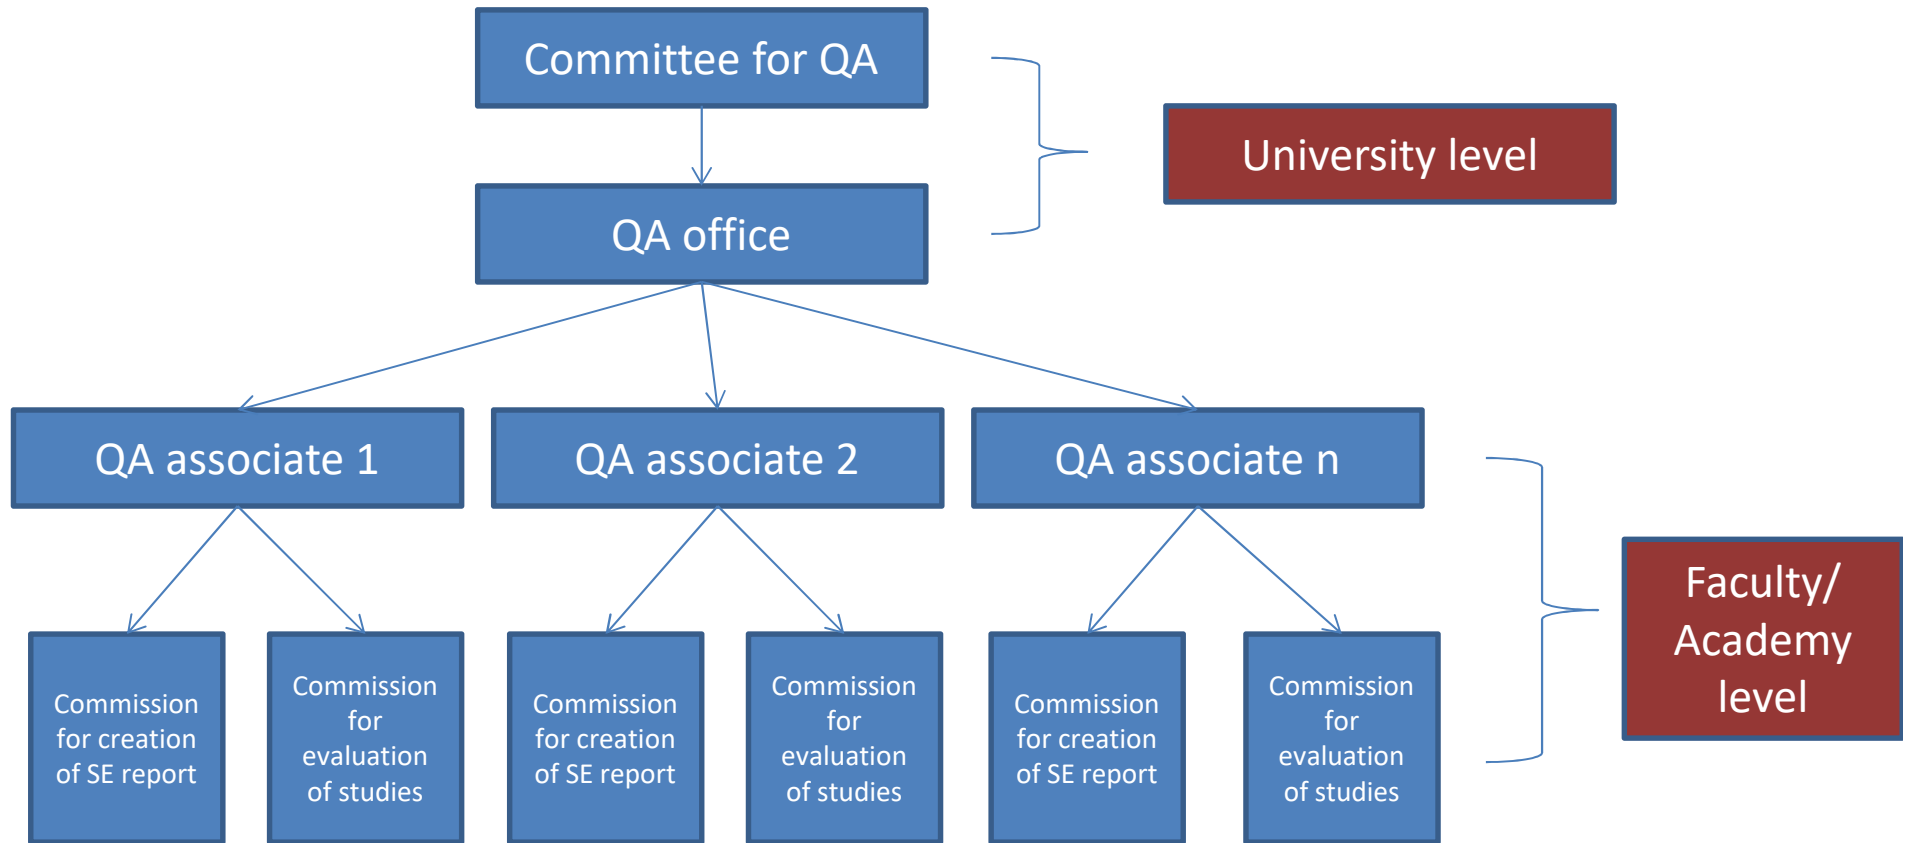 Committee for QA
University level
QA office
QA associate 1
QA associate 2
QA associate n
Faculty/
Academy
level
Commission
for creation
of SE report
Commission
for
evaluation
of studies
Commission
for creation
of SE report
Commission
for
evaluation
of studies
Commission
for creation
of SE report
Commission
for
evaluation
of studies